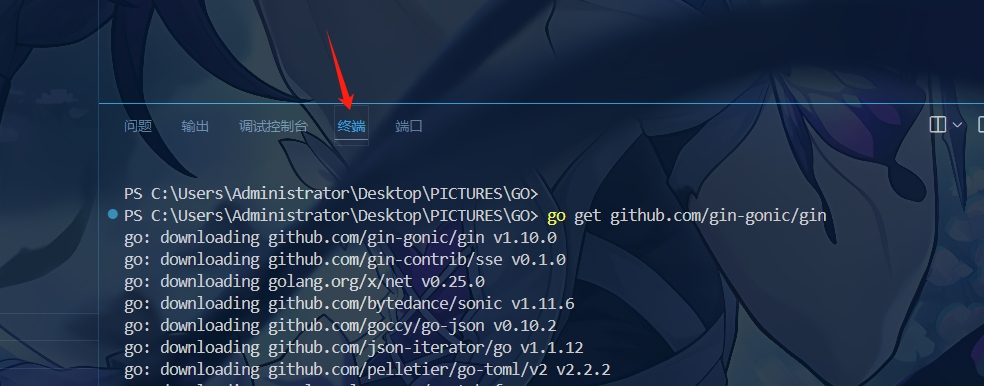 问题 输出 调试控制台 终端 端口
PS C:\Users\Administrator\Desktop\PICTURES\GO>
PS C:\Users\Administrator\Desktop\PICTURES\GO> go get github.com/gin-gonic/gin
go: downloading github.com/gin-gonic/gin v1.10.0
go: downloading github.com/gin-contrib/sse v0.1.0
go: downloading golang.org/x/net v0.25.0
go: downloading github.com/bytedance/sonic v1.11.6
go: downloading github.com/goccy/go-json v0.10.2
go: downloading github.com/json-iterator/go v1.1.12
go: downloading github.com/pelletier/go-toml/v2 v2.2.2